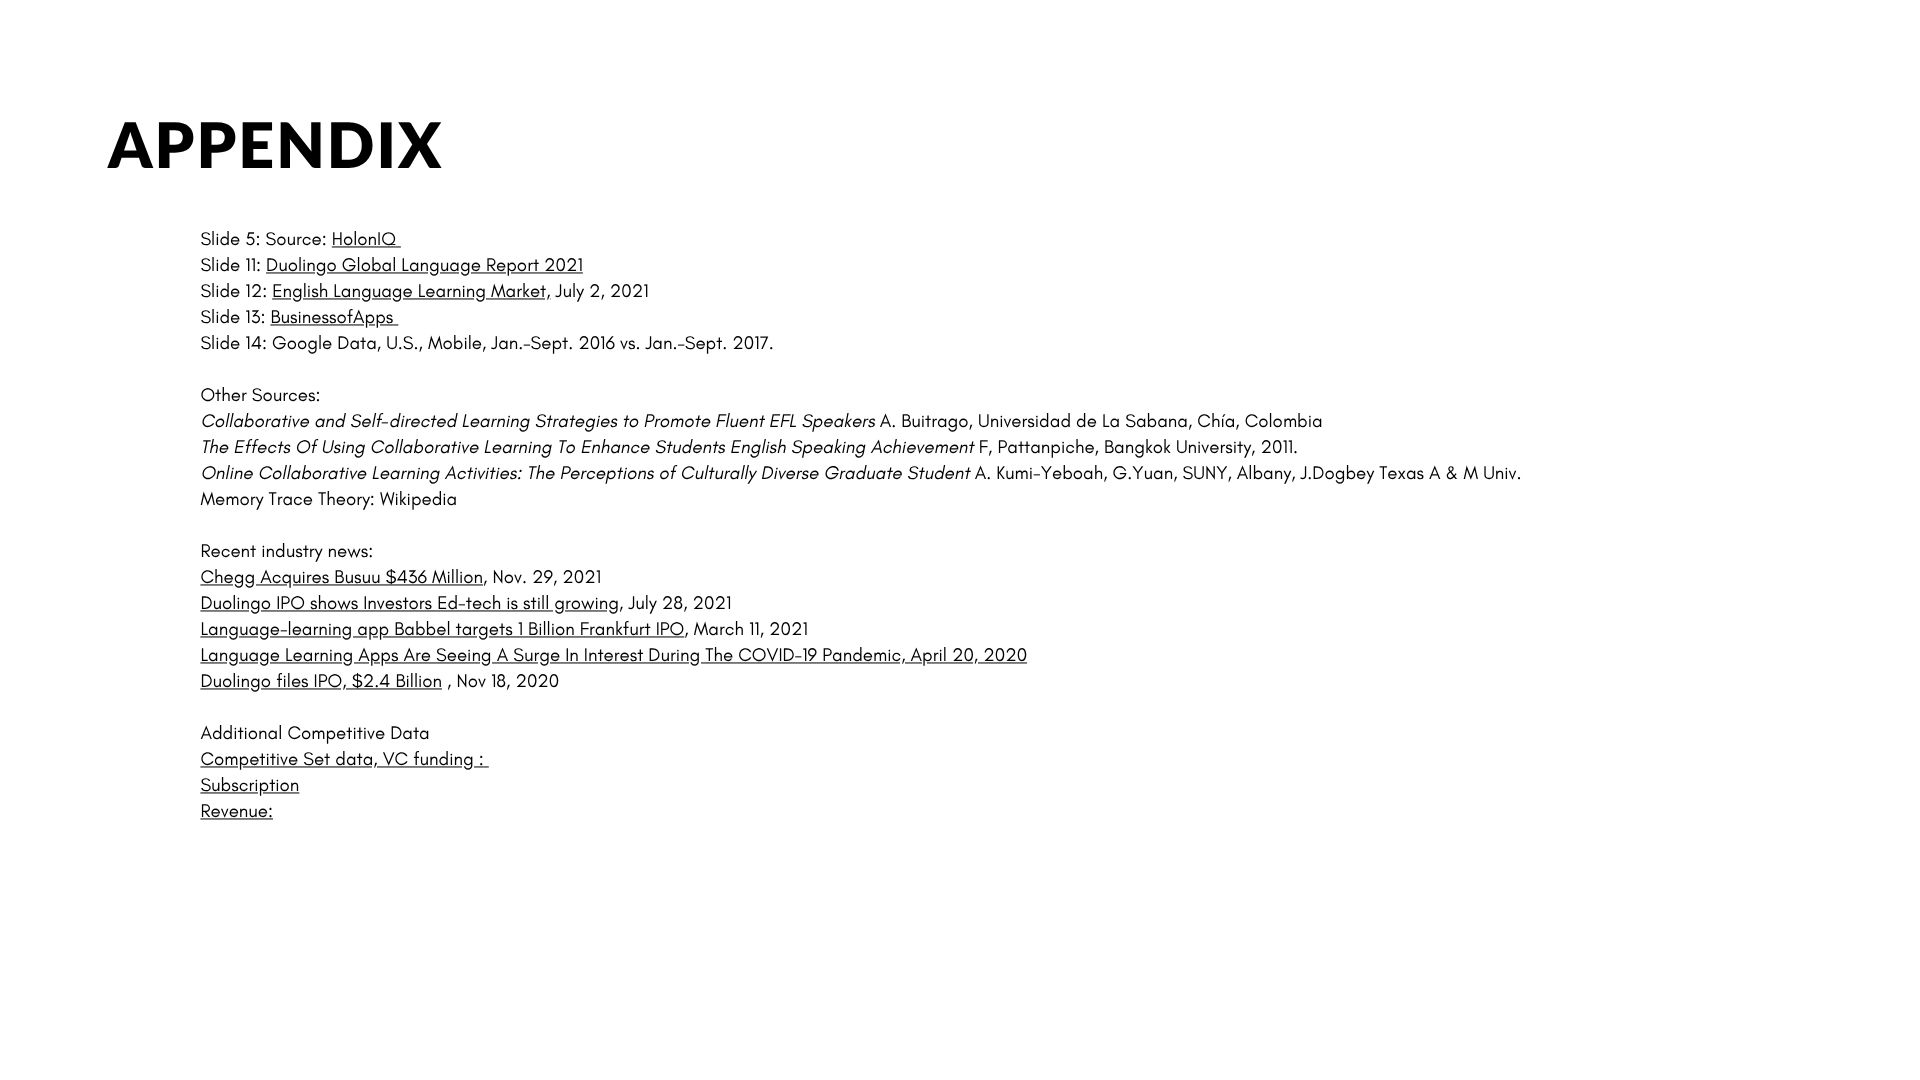 APPENDIX
Slide 5: Source: HolonIQ
Slide 11: Duolingo Global Language Report 2021
Slide 12: English Language Learning Market, July 2, 2021
Slide 13: BusinessofApps
Slide 14: Google Data, U.S., Mobile, Jan.-Sept. 2016 vs. Jan.-Sept. 2017.
Other Sources:
Collaborative and Self-directed Learning Strategies to Promote Fluent EFL Speakers A. Buitrago, Universidad de La Sabana, Chía, Colombia
The Effects Of Using Collaborative Learning To Enhance Students English Speaking Achievement F, Pattanpiche, Bangkok University, 2011.
Online Collaborative Learning Activities: The Perceptions of Culturally Diverse Graduate Student A. Kumi-Yeboah, G.Yuan, SUNY, Albany, J.Dogbey Texas A & M Univ.
Memory Trace Theory: Wikipedia
Recent industry news:
Chegg Acquires Busuu $436 Million, Nov. 29, 2021
Duolingo IPO shows Investors Ed-tech is still growing, July 28, 2021
Language-learning app Babbel targets 1 Billion Frankfurt IPO, March 11, 2021
Language Learning Apps Are Seeing A Surge In Interest During The COVID-19 Pandemic, April 20, 2020
Duolingo files IPO, $2.4 Billion , Nov 18, 2020
Additional Competitive Data
Competitive Set data, VC funding :
Subscription
Revenue: